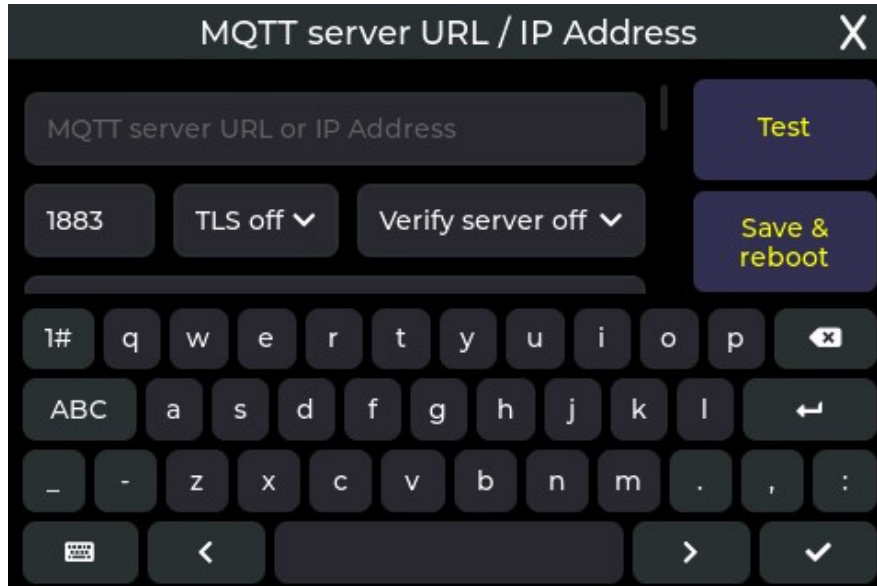 MQTT server URL / IP Address X
MQTT server URL or IP Address
Test
1883 TLS off Verify server off
Save &
reboot
1# q w e r t y u i o p
ABC a s d f g h j k l
_ - z x c v b n m . , :